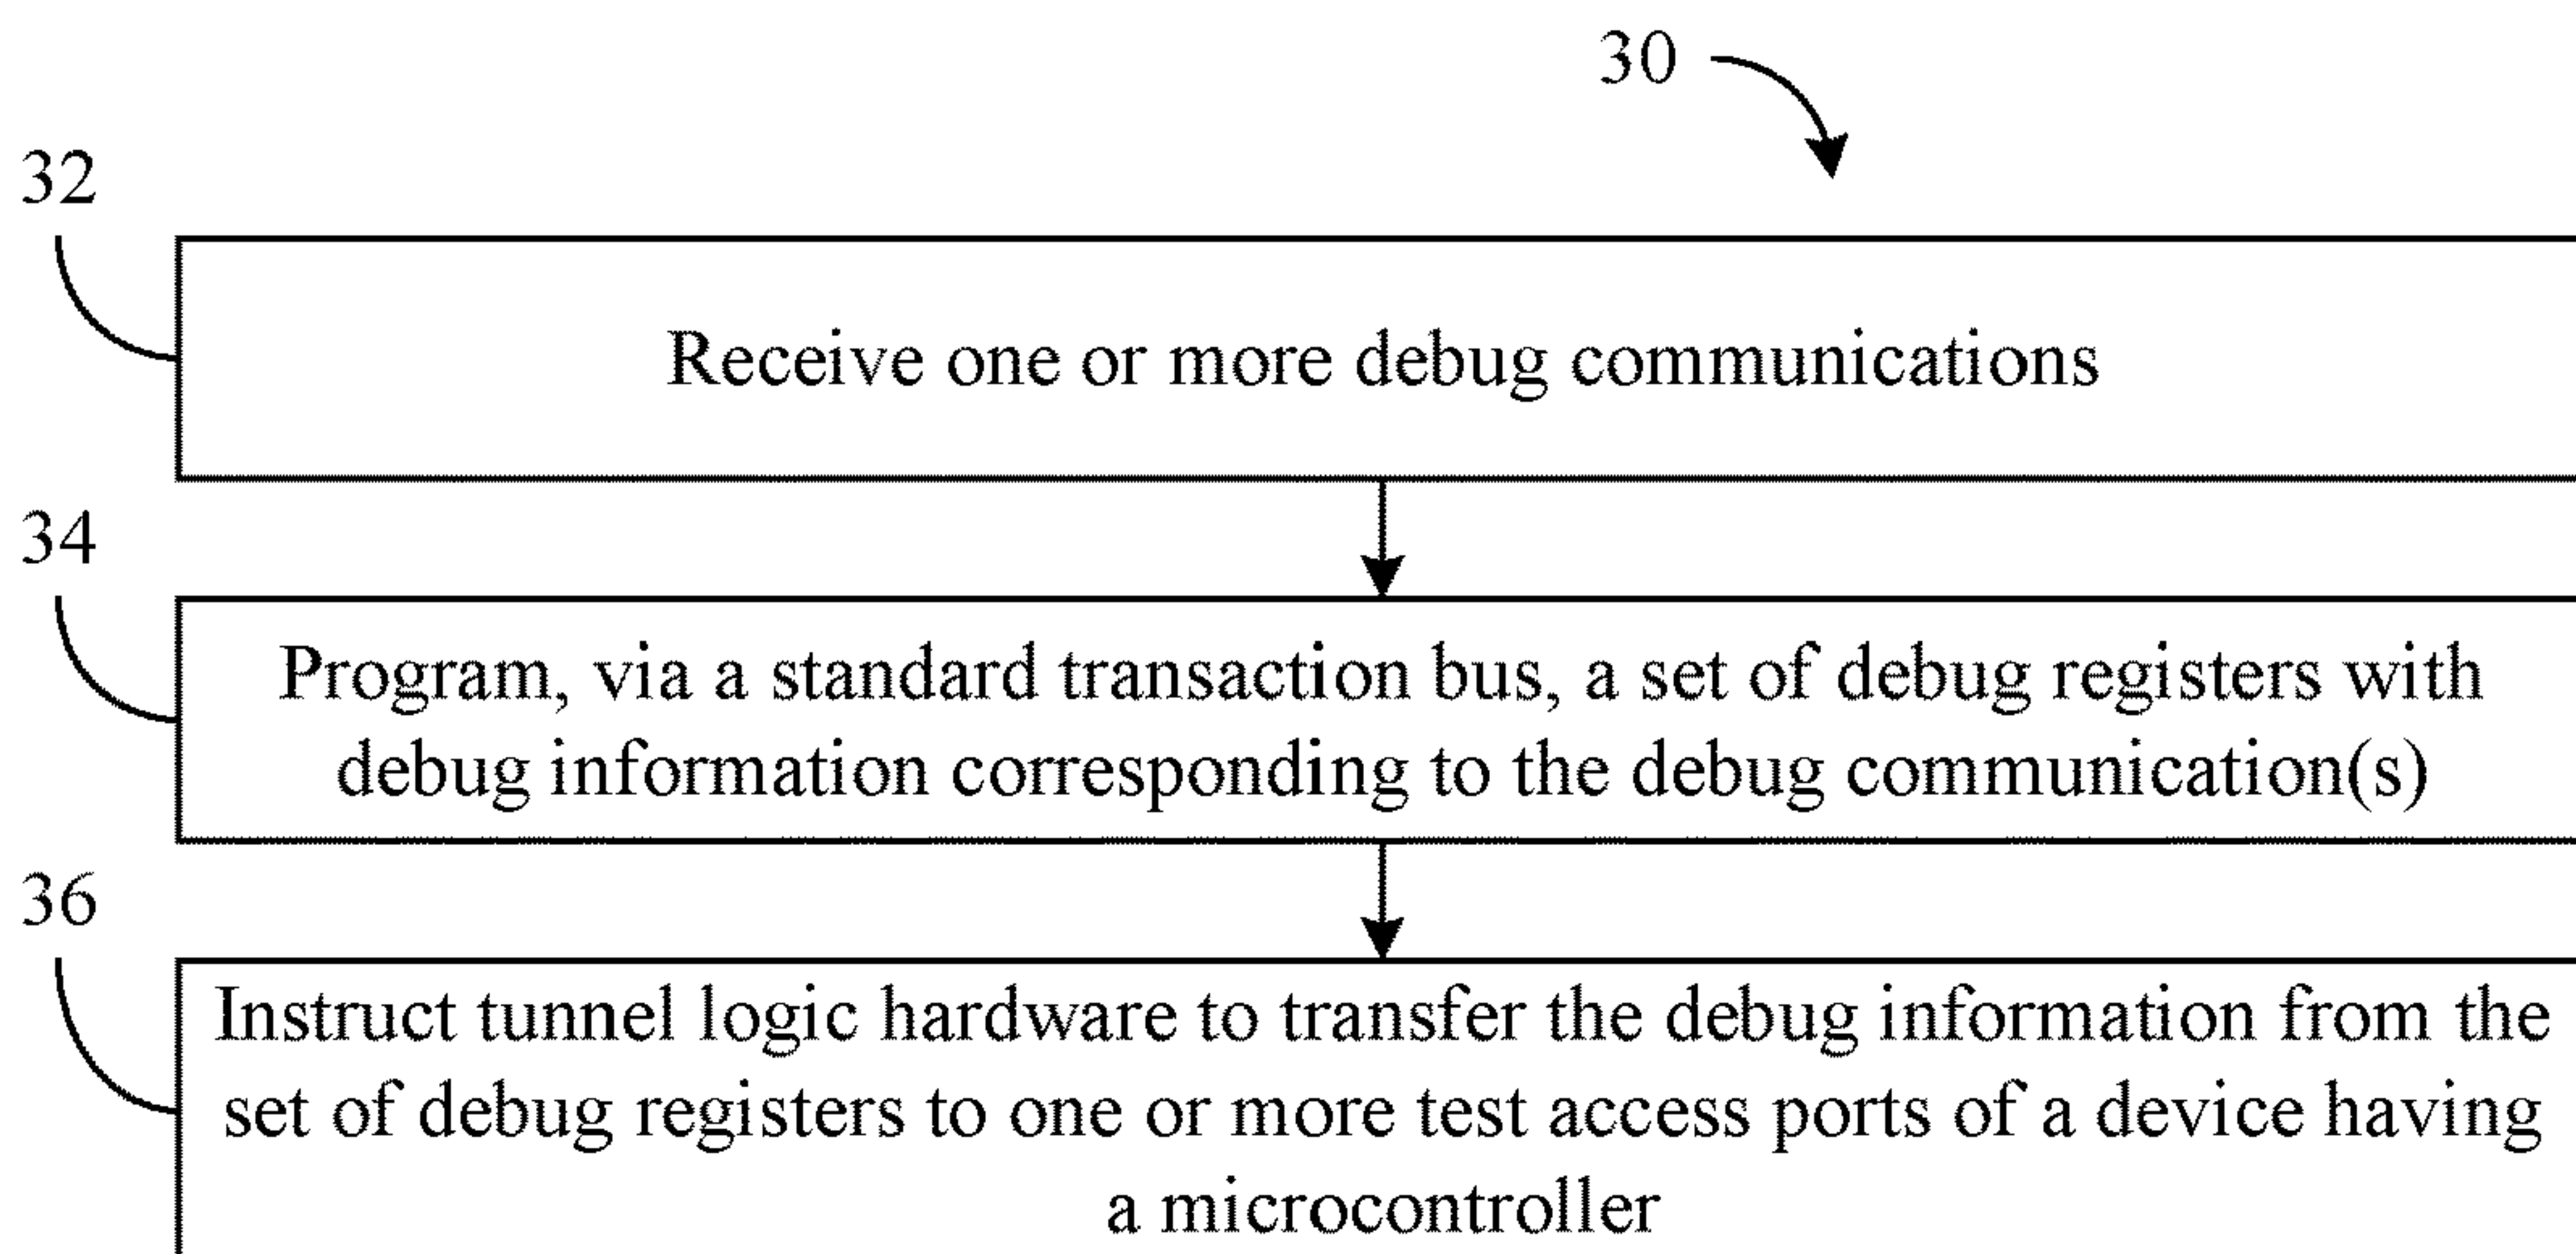 30
32
Receive one or more debug communications
34
Program, via a standard transaction bus, a set of debug registers with
debug information corresponding to the debug communication(s)
36
Instruct tunnel logic hardware to transfer the debug information from the
set of debug registers to one or more test access ports of a device having
a microcontroller